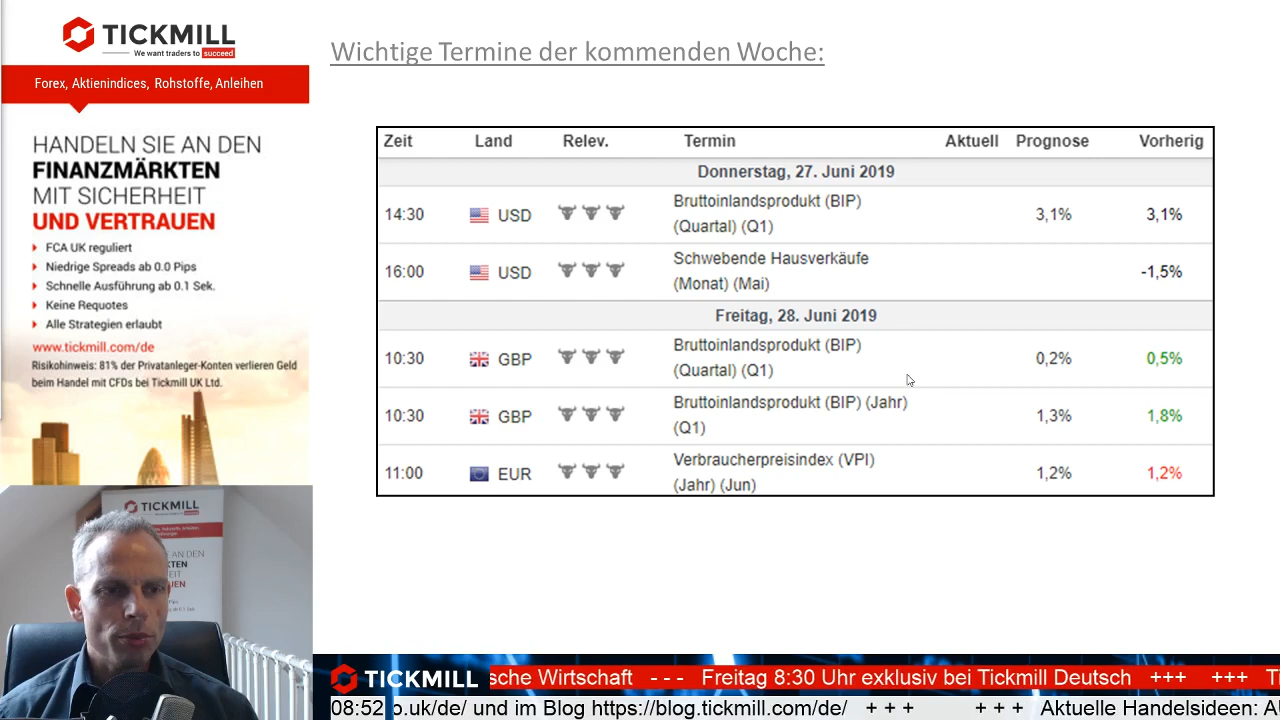 TICKMILL
We want traders to succeed
Forex, Aktienindices, Rohstoffe, Anleihen
HANDELN SIE AN DEN
FINANZMÄRKTEN
MIT SICHERHEIT
UND VERTRAUEN
FCA UK reguliert
Niedrige Spreads ab 0.0 Pips
Schnelle Ausführung ab 0.1 Sek.
Keine Requotes
Alle Strategien erlaubt
www.tickmill.com/de
Risikohinweis: 81% der Privatanleger-Konten verlieren Geld
beim Handel mit CFDs bei Tickmill UK Ltd.
Wichtige Termine der kommenden Woche:
Zeit Land Relev. Termin Aktuell Prognose Vorherig
Donnerstag, 27. Juni 2019
14:30 USD Bruttoinlandsprodukt (BIP) 3,1% 3,1%
(Quartal) (Q1)
16:00 USD Schwebende Hausverkäufe -1,5%
(Monat) (Mai)
Freitag, 28. Juni 2019
10:30 GBP Bruttoinlandsprodukt (BIP) 0,2% 0,5%
(Quartal) (Q1)
10:30 GBP Bruttoinlandsprodukt (BIP) (Jahr) 1,3% 1,8%
(Q1)
11:00 EUR Verbraucherpreisindex (VPI) 1,2% 1,2%
(Jahr) (Jun)
TICKMILL
AN DEN
KTEN
EIT
UEN
TICKMILL sche Wirtschaft - - - Freitag 8:30 Uhr exklusiv bei Tickmill Deutsch +++ +++ T
08:52 o.uk/de/ und im Blog https://blog.tickmill.com/de/ +++ +++ Aktuelle Handelsideen: A